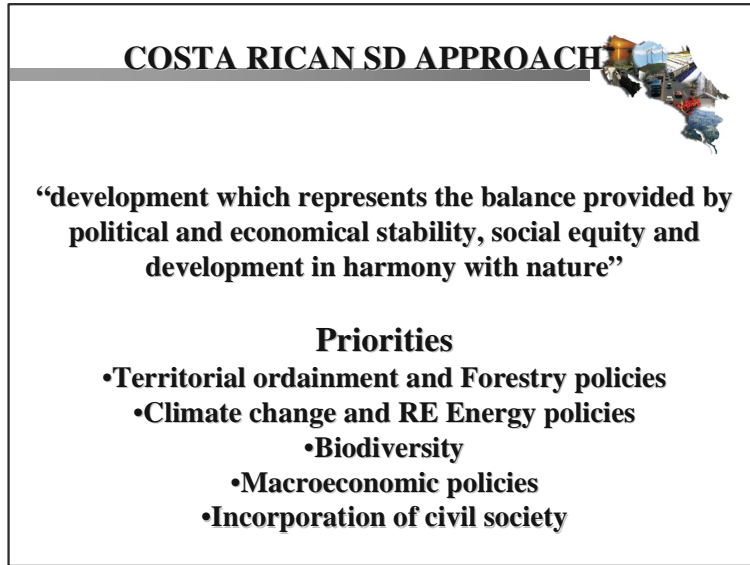 COSTA RICAN SD APPROACH
“development which represents the balance provided by
political and economical stability, social equity and
development in harmony with nature”
Priorities
•Territorial ordainment and Forestry policies
•Climate change and RE Energy policies
•Biodiversity
•Macroeconomic policies
•Incorporation of civil society